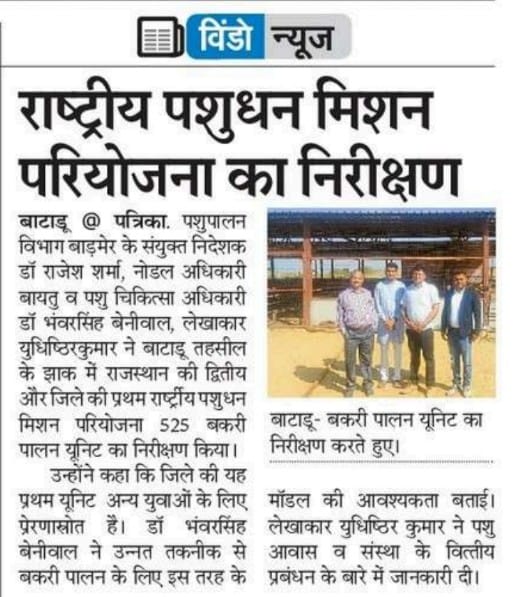 विंडो न्यूज
राष्ट्रीय पशुधन मिशन
परियोजना का निरीक्षण
बाटाडू @ पत्रिका. पशुपालन
विभाग बाड़मेर के संयुक्त निदेशक
डॉ राजेश शर्मा, नोडल अधिकारी
बायतु व पशु चिकित्सा अधिकारी
डॉ भंवरसिंह बेनीवाल, लेखाकार
युधिष्ठिरकुमार ने बाटाडू तहसील
के झाक में राजस्थान की द्वितीय
और जिले की प्रथम राष्ट्रीय पशुधन
मिशन परियोजना 525 बकरी
पालन यूनिट का निरीक्षण किया।
उन्होंने कहा कि जिले की यह
प्रथम यूनिट अन्य युवाओं के लिए
प्रेरणास्रोत है। डॉ भंवरसिंह
बेनीवाल ने उन्नत तकनीक से
बकरी पालन के लिए इस तरह के
बाटाडू- बकरी पालन यूनिट का
निरीक्षण करते हुए।
मॉडल की आवश्यकता बताई।
लेखाकार युधिष्ठिर कुमार ने पशु
आवास व संस्था के वित्तीय
प्रबंधन के बारे में जानकारी दी।